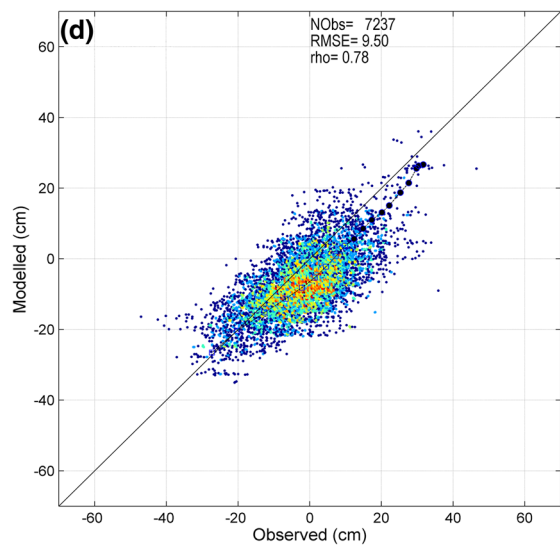 (d)
NObs= 7237
RMSE= 9.50
rho= 0.78
60
40
20
0
-20
-40
-60
Modelled (cm)
-60 -40 -20 0 20 40 60
Observed (cm)